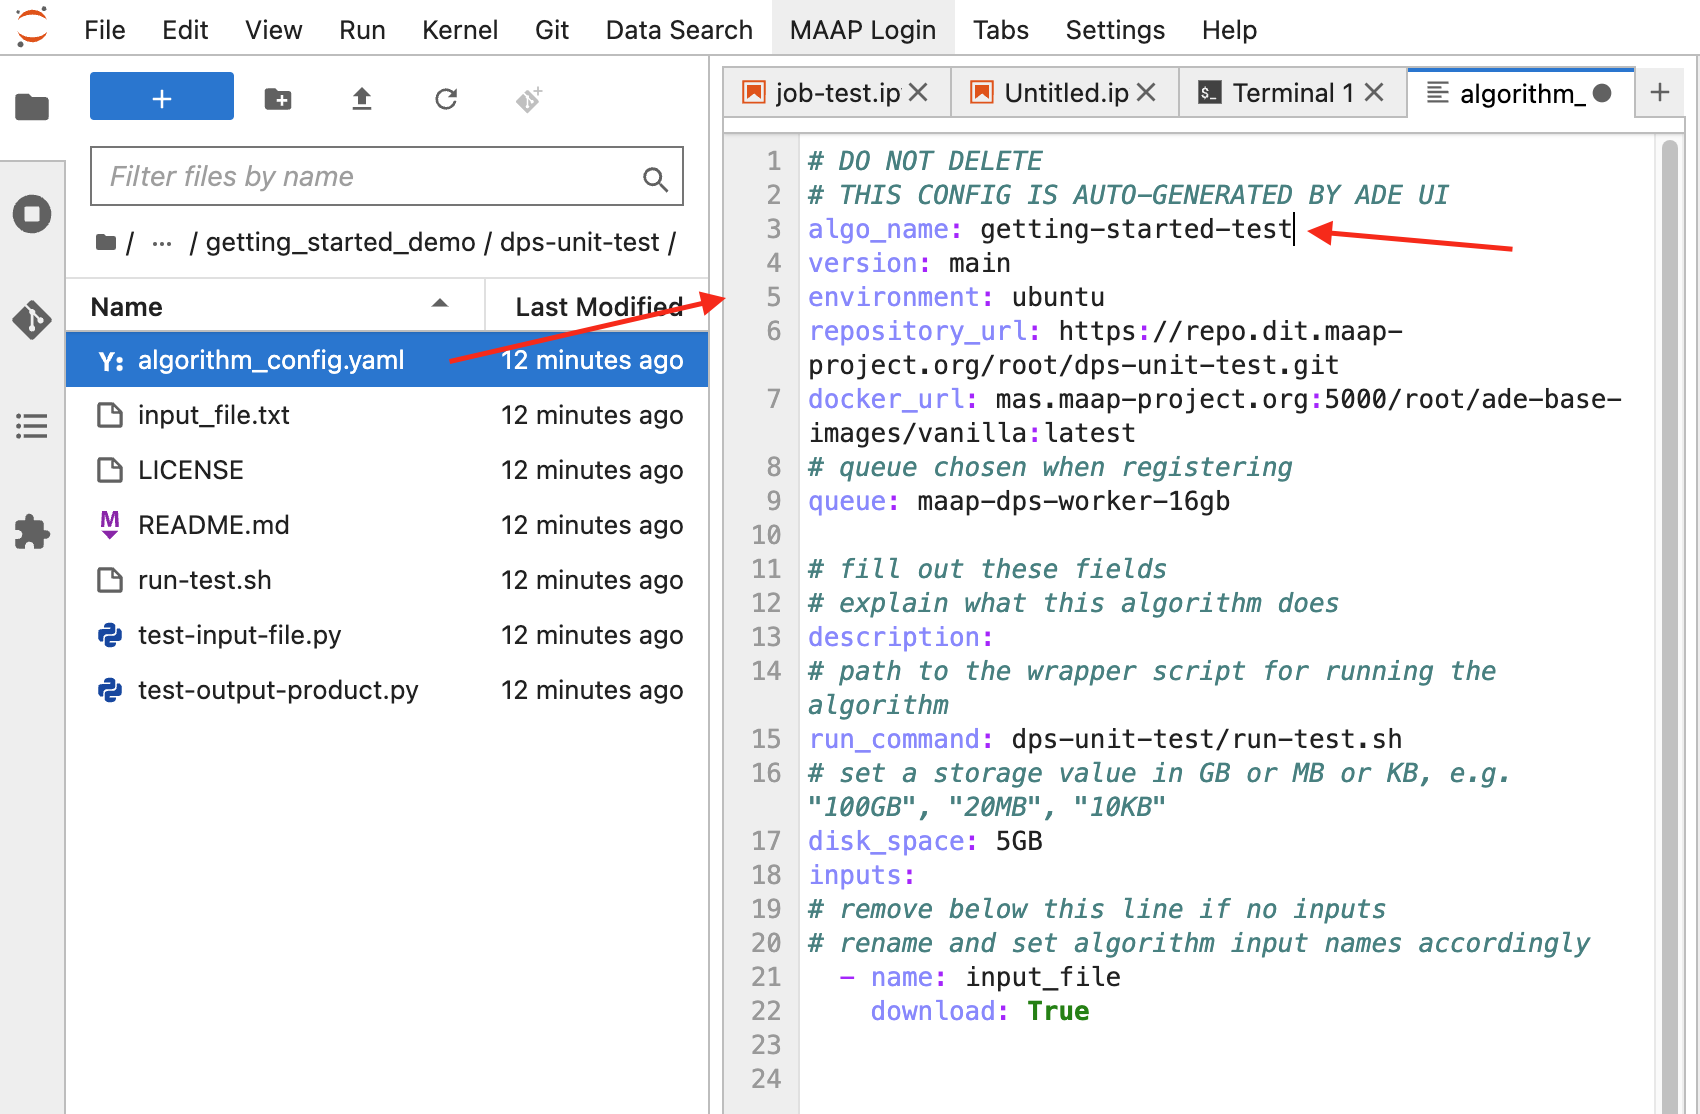 File Edit View Run Kernel Git Data Search MAAP Login Tabs Settings Help
+
Filter files by name
/ ... / getting_started_demo / dps-unit-test /
Name Last Modified
Y: algorithm_config.yaml 12 minutes ago
input_file.txt 12 minutes ago
LICENSE 12 minutes ago
M README.md 12 minutes ago
run-test.sh 12 minutes ago
test-input-file.py 12 minutes ago
test-output-product.py 12 minutes ago
job-test.ip Untitled.ip $_ Terminal 1 algorithm_ +
1 # DO NOT DELETE
2 # THIS CONFIG IS AUTO-GENERATED BY ADE UI
3 algo_name: getting-started-test
4 version: main
5 environment: ubuntu
6 repository_url: https://repo.dit.maap-
project.org/root/dps-unit-test.git
7 docker_url: mas.maap-project.org:5000/root/ade-base-
images/vanilla:latest
8 # queue chosen when registering
9 queue: maap-dps-worker-16gb
10
11 # fill out these fields
12 # explain what this algorithm does
13 description:
14 # path to the wrapper script for running the
algorithm
15 run_command: dps-unit-test/run-test.sh
16 # set a storage value in GB or MB or KB, e.g.
"100GB", "20MB", "10KB"
17 disk_space: 5GB
18 inputs:
19 # remove below this line if no inputs
20 # rename and set algorithm input names accordingly
21 - name: input_file
22 download: True
23
24